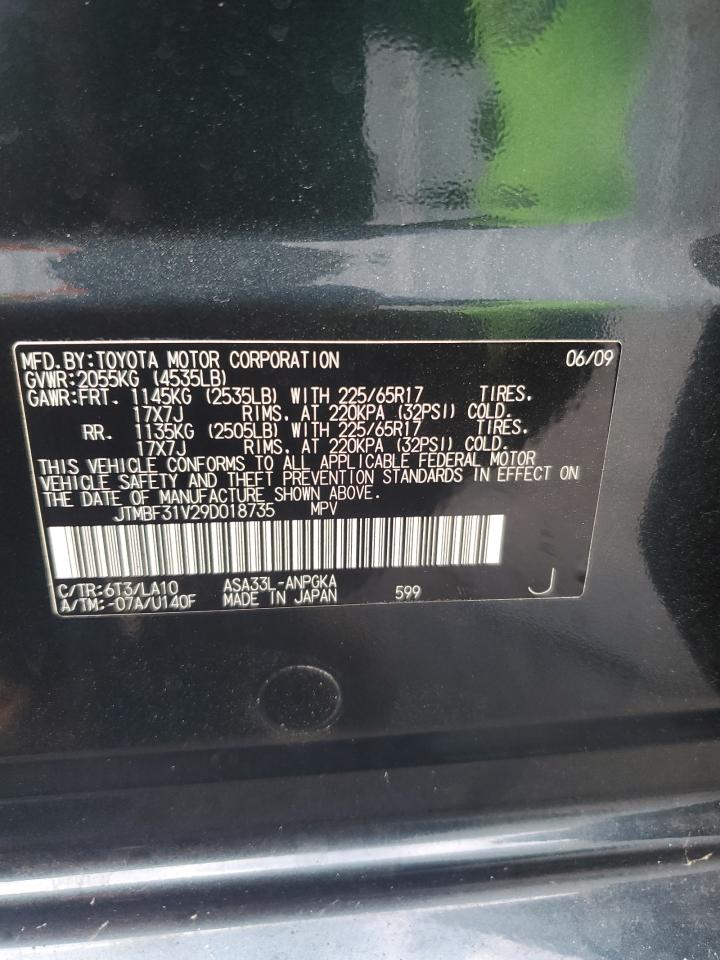 MFD.BY:TOYOTA MOTOR CORPORATION 06/09
GVWR:2055KG (4535LB)
GAWR:FRT. 1145KG (2535LB) WITH 225/65R17 TIRES.
17X7J RIMS. AT 220KPA (32PSI) COLD.
RR. 1135KG (2505LB) WITH 225/65R17 TIRES.
17X7J RIMS. AT 220KPA (32PSI) COLD.
THIS VEHICLE CONFORMS TO ALL APPLICABLE FEDERAL MOTOR
VEHICLE SAFETY AND THEFT PREVENTION STANDARDS IN EFFECT ON
THE DATE OF MANUFACTURE SHOWN ABOVE.
JTMBF31V29D018735 MPV
C/TR:6T3/LA10 ASA33L-ANPGKA
A/TM:-07A/U140F MADE IN JAPAN 599 J